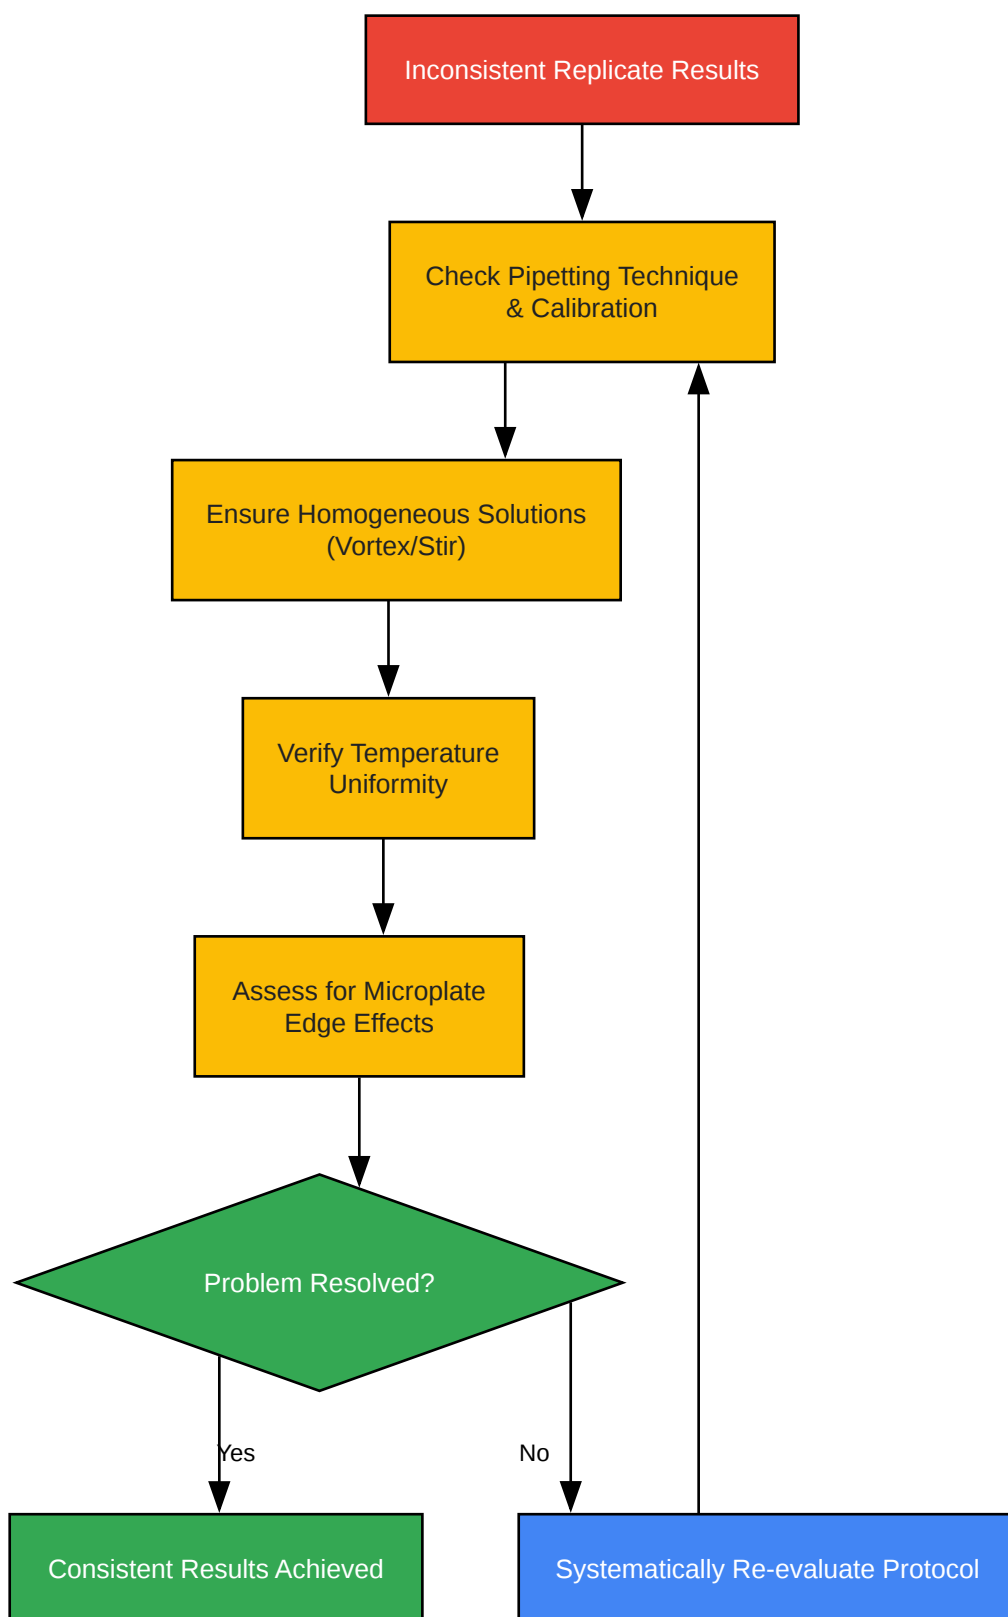 Inconsistent Replicate Results
Check Pipetting Technique
& Calibration
Ensure Homogeneous Solutions
(Vortex/Stir)
Verify Temperature
Uniformity
Assess for Microplate
Edge Effects
Problem Resolved?
Yes
No
Consistent Results Achieved
Systematically Re-evaluate Protocol